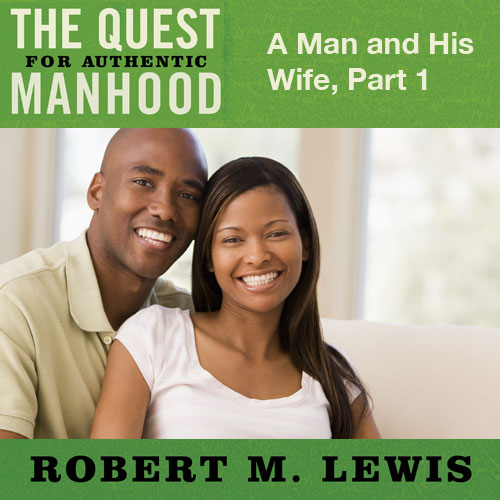 THE QUEST
FOR AUTHENTIC
MANHOOD
A Man and His
Wife, Part 1
ROBERT M. LEWIS